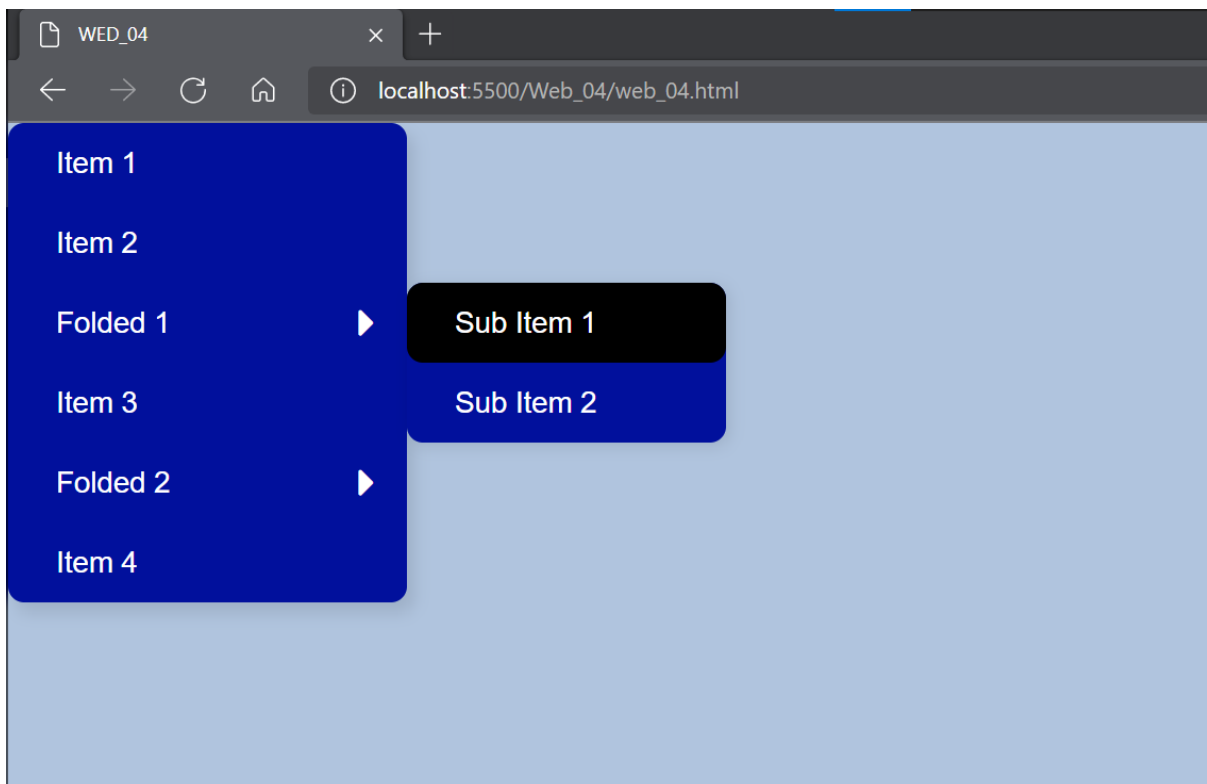 WED_04
localhost:5500/Web_04/web_04.html
Item 1
Item 2
Folded 1
Sub Item 1
Item 3
Sub Item 2
Folded 2
Item 4